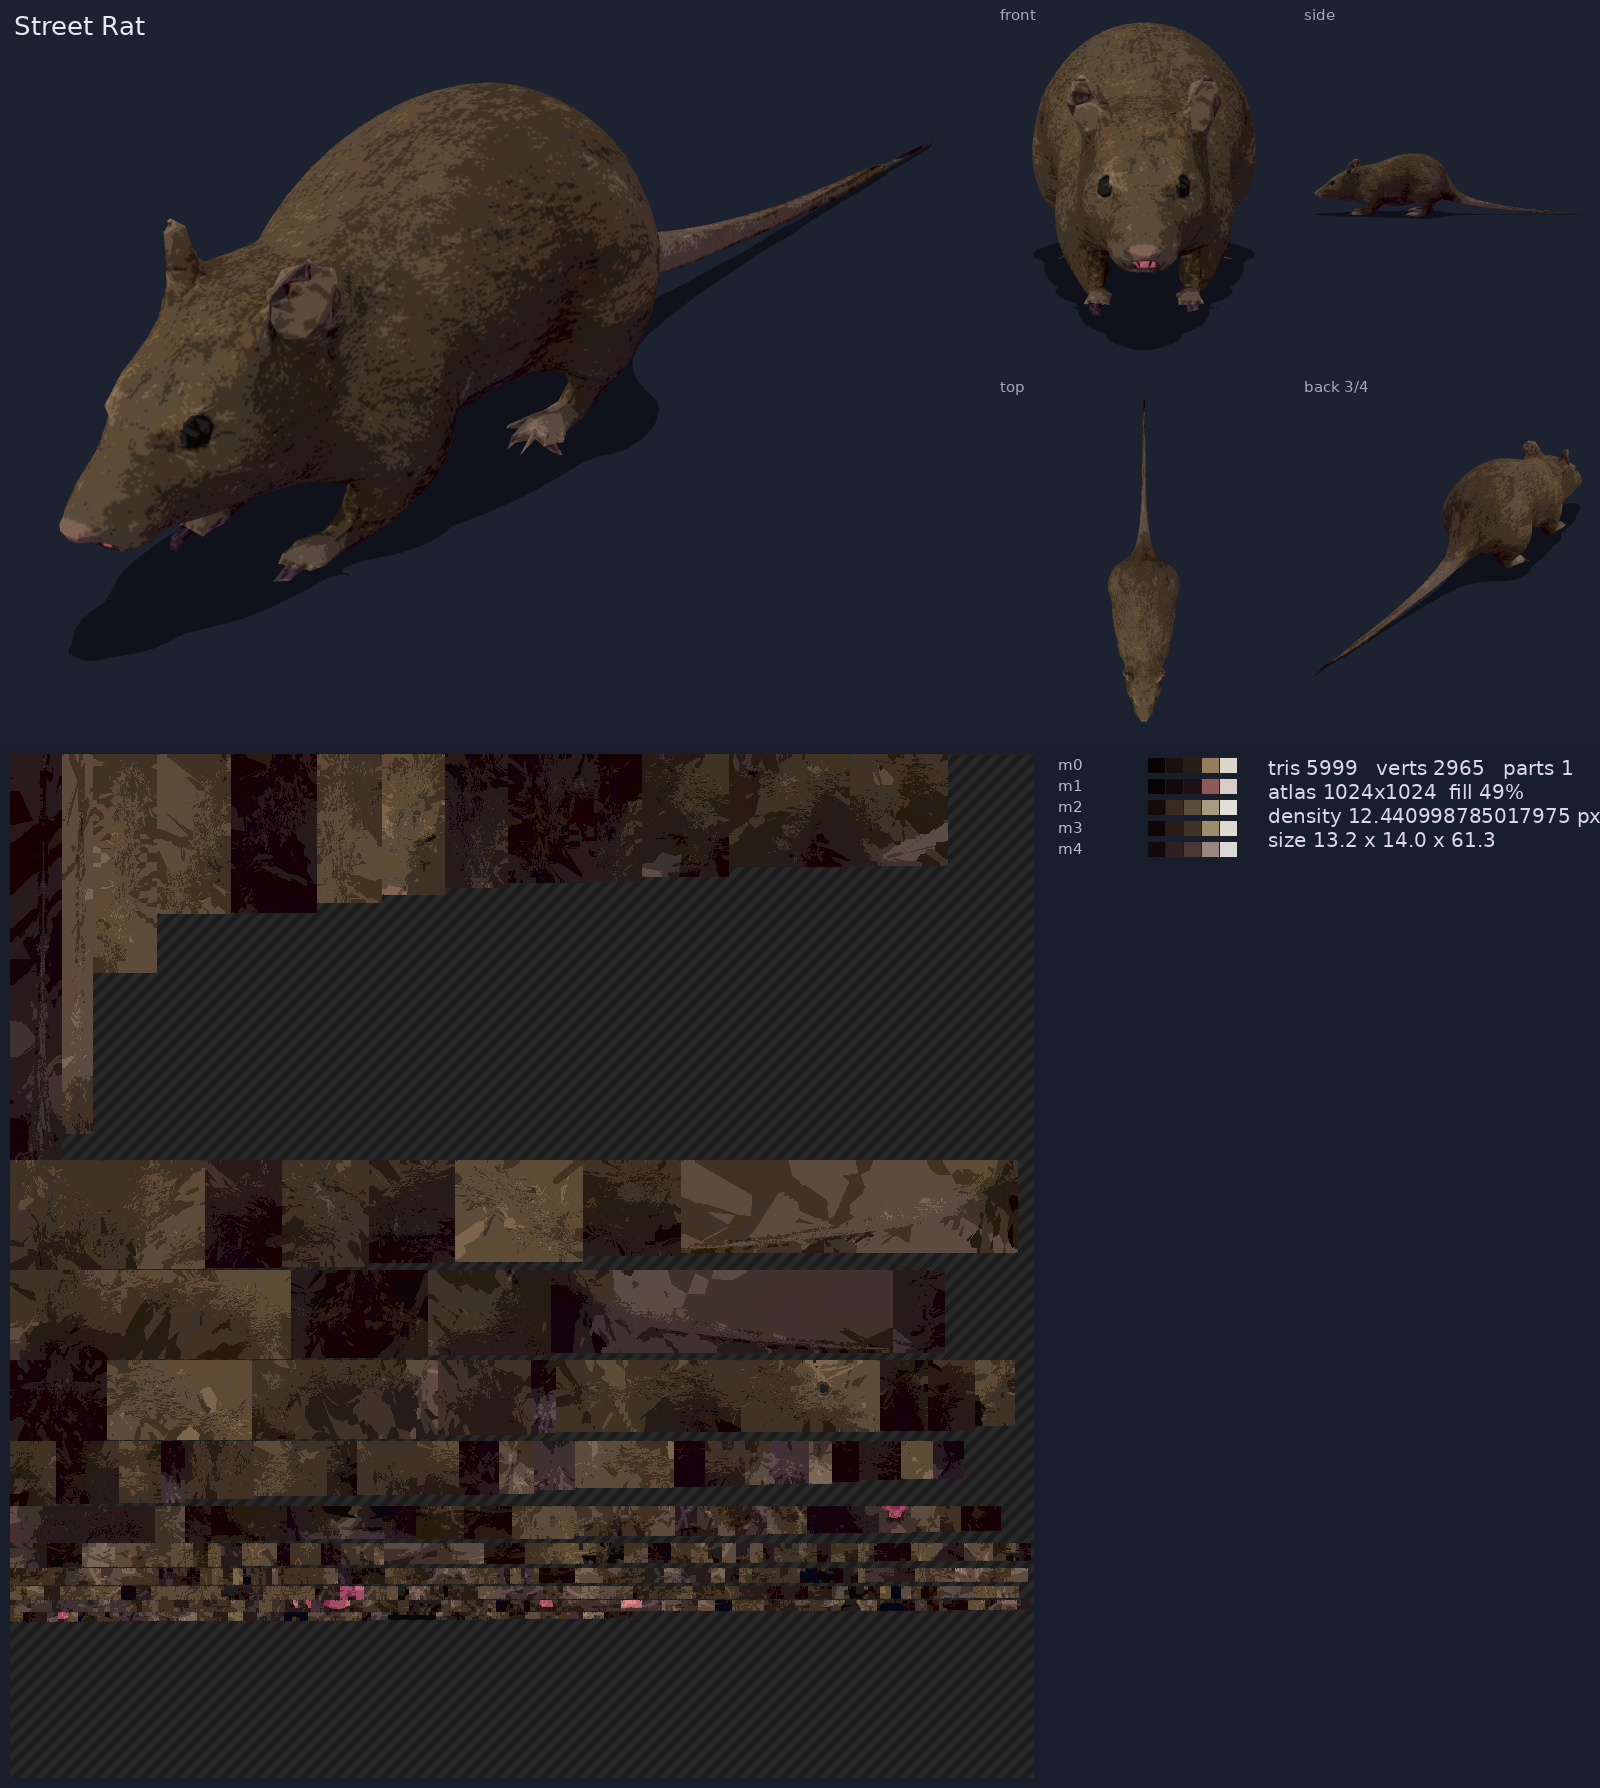 Street Rat
front
side
top
back 3/4
m0
m1
m2
m3
m4
tris 5999   verts 2965   parts 1
atlas 1024x1024  fill 49%
density 12.440998785017975 px
size 13.2 x 14.0 x 61.3